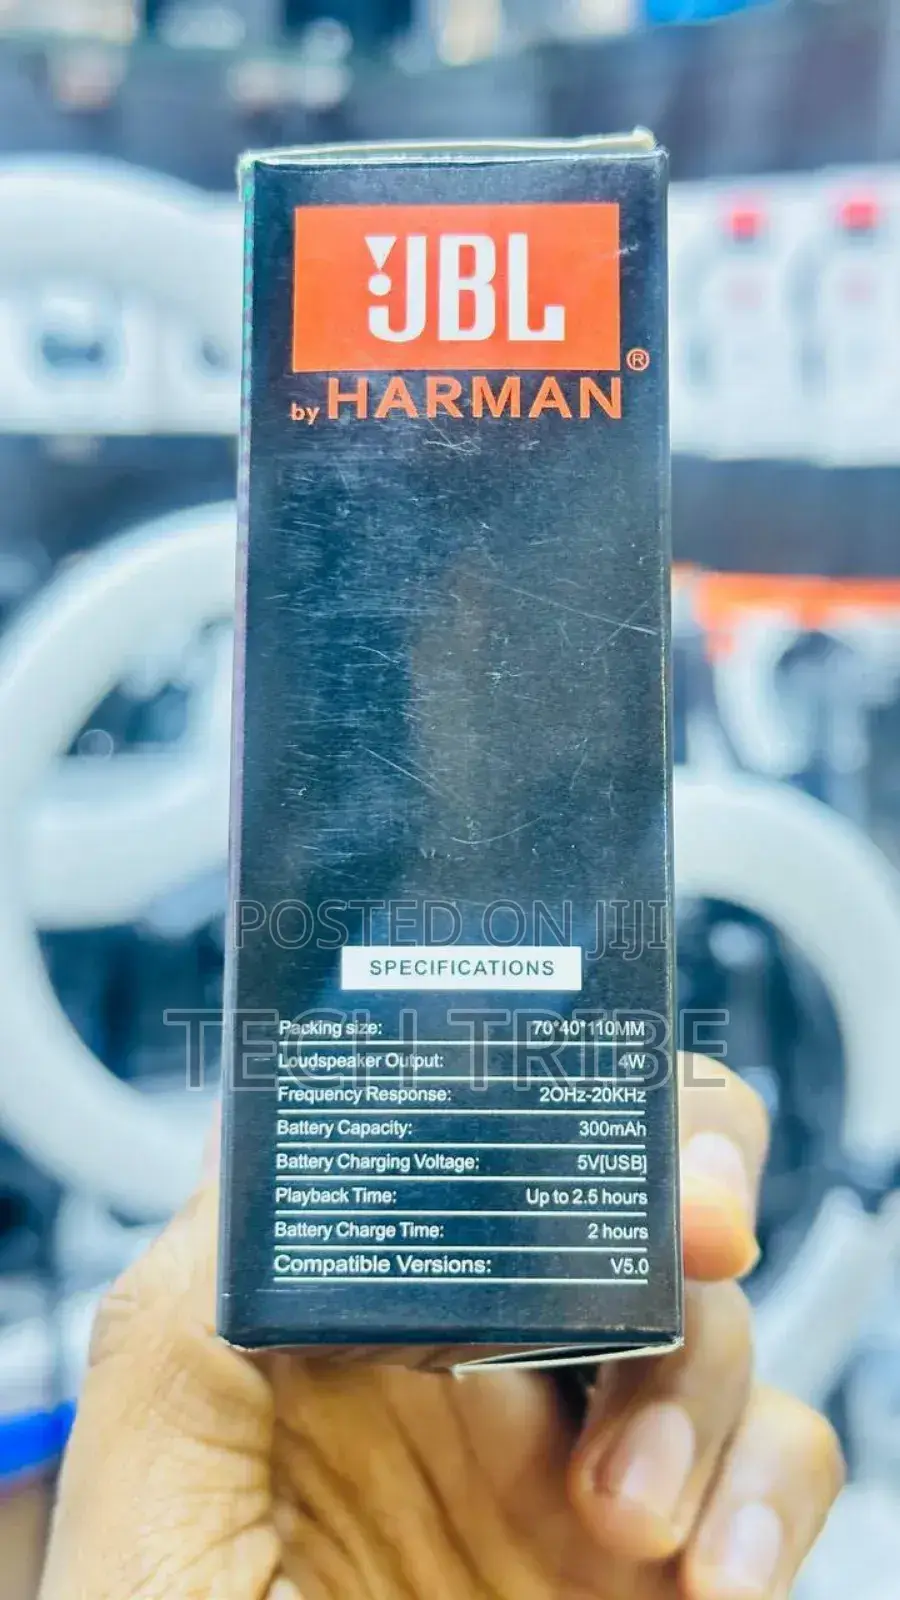 JBL
®
by HARMAN
POSTED ON JIJI
SPECIFICATIONS
TECH TRIBE
Packing size: 70*40*110MM
Loudspeaker Output: 4W
Frequency Response: 2OHz-20KHz
Battery Capacity: 300mAh
Battery Charging Voltage: 5V[USB]
Playback Time: Up to 2.5 hours
Battery Charge Time: 2 hours
Compatible Versions: V5.0